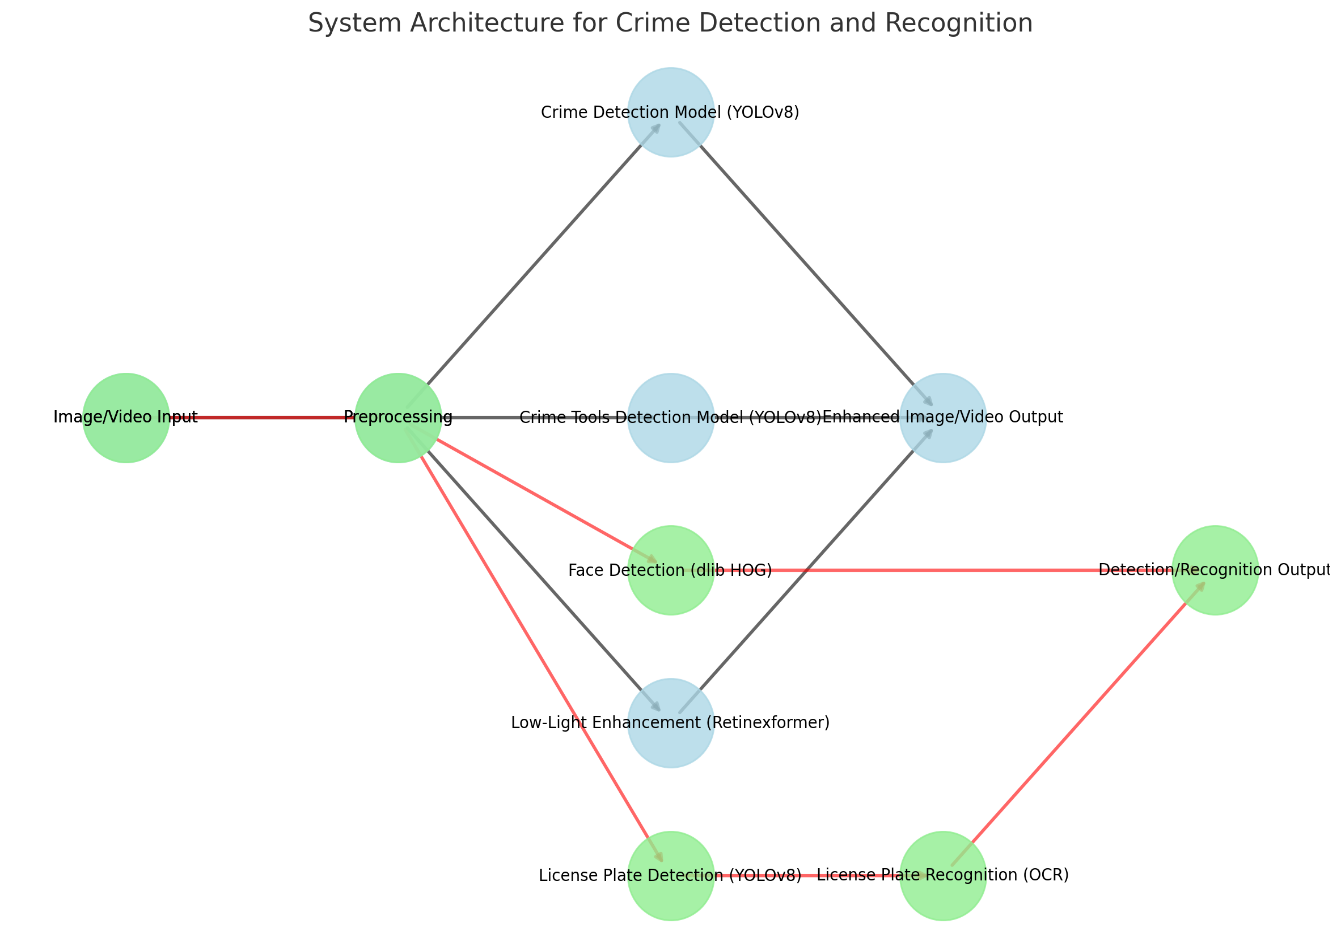 System Architecture for Crime Detection and Recognition
Crime Detection Model (YOLOv8)
Image/Video Input
Preprocessing
Crime Tools Detection Model (YOLOv8)
Enhanced Image/Video Output
Face Detection (dlib HOG)
Detection/Recognition Output
Low-Light Enhancement (Retinexformer)
License Plate Detection (YOLOv8)
License Plate Recognition (OCR)